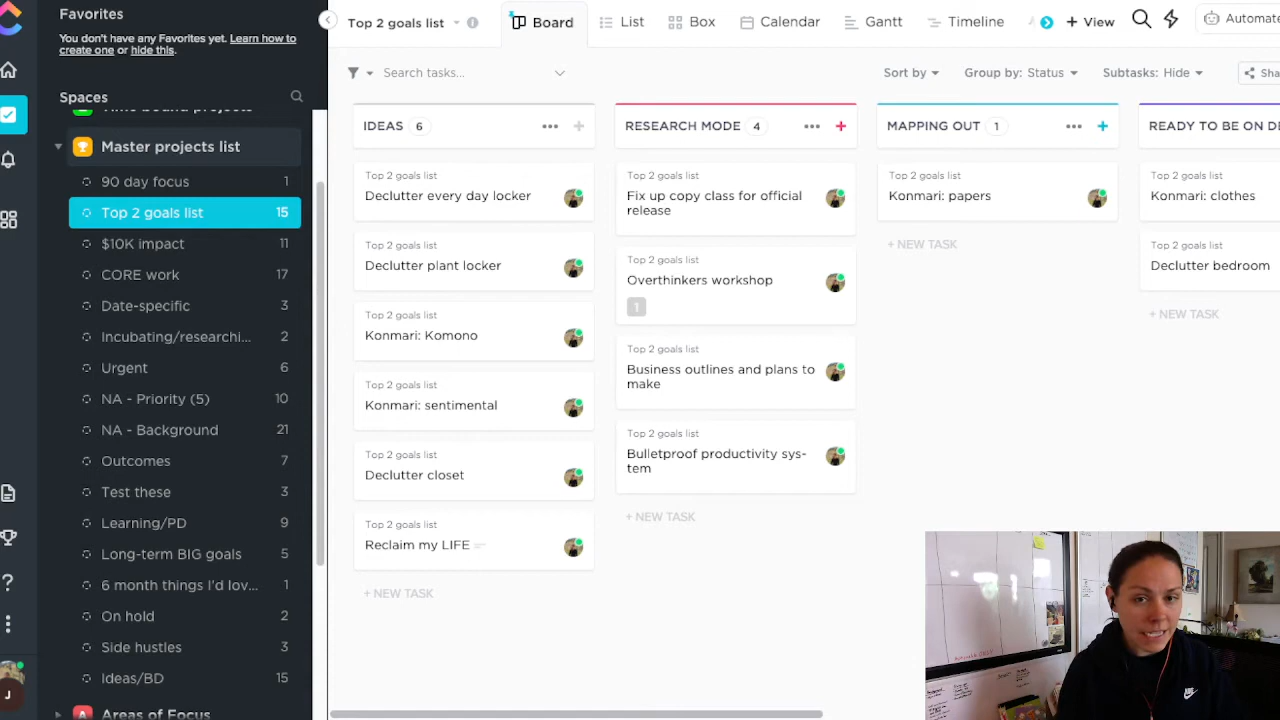 Favorites
You don't have any Favorites yet. Learn how to
create one or hide this.
Spaces
Master projects list
90 day focus 1
Top 2 goals list 15
$10K impact 11
CORE work 17
Date-specific 3
Incubating/researchi... 2
Urgent 6
NA - Priority (5) 10
NA - Background 21
Outcomes 7
Test these 3
Learning/PD 9
Long-term BIG goals 5
6 month things I'd lov... 1
On hold 2
Side hustles 3
Ideas/BD 15
Areas of Focus
J
Top 2 goals list
Board
List
Box
Calendar
Gantt
Timeline
+ View
Automat
Search tasks...
Sort by
Group by: Status
Subtasks: Hide
Sha
IDEAS 6
Top 2 goals list
Declutter every day locker
Top 2 goals list
Declutter plant locker
Top 2 goals list
Konmari: Komono
Top 2 goals list
Konmari: sentimental
Top 2 goals list
Declutter closet
Top 2 goals list
Reclaim my LIFE
+ NEW TASK
RESEARCH MODE 4
Top 2 goals list
Fix up copy class for official
release
Top 2 goals list
Overthinkers workshop
1
Top 2 goals list
Business outlines and plans to
make
Top 2 goals list
Bulletproof productivity sys-
tem
+ NEW TASK
MAPPING OUT 1
Top 2 goals list
Konmari: papers
+ NEW TASK
READY TO BE ON DE
Top 2 goals list
Konmari: clothes
Top 2 goals list
Declutter bedroom
+ NEW TASK